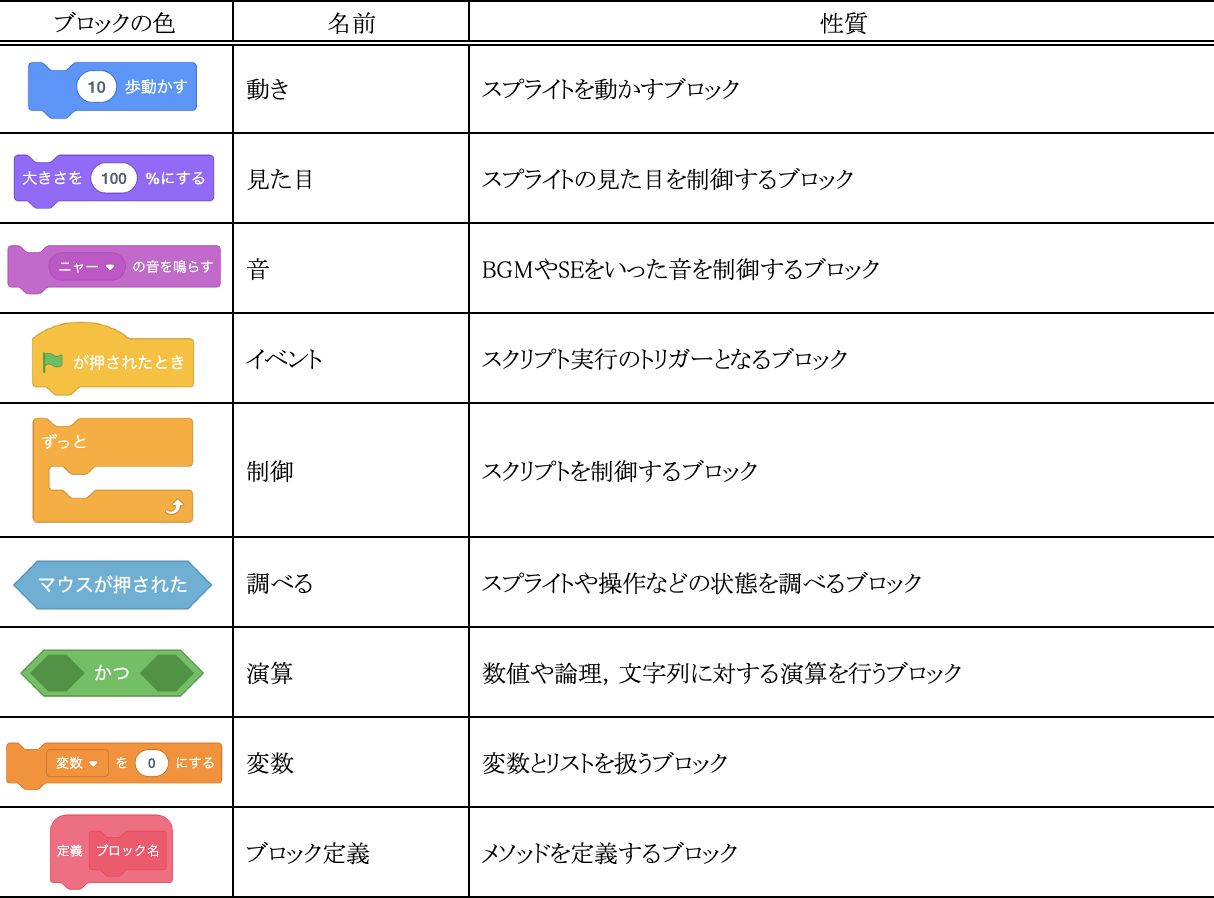 ブロックの色 名前 性質
10 歩動かす 動き スプライトを動かすブロック
大きさを 100 %にする 見た目 スプライトの見た目を制御するブロック
ニャー の音を鳴らす 音 BGMやSEをいった音を制御するブロック
が押されたとき イベント スクリプト実行のトリガーとなるブロック
ずっと
制御 スクリプトを制御するブロック
マウスが押された 調べる スプライトや操作などの状態を調べるブロック
かつ 演算 数値や論理，文字列に対する演算を行うブロック
変数 を 0 にする 変数 変数とリストを扱うブロック
定義 ブロック名 ブロック定義 メソッドを定義するブロック